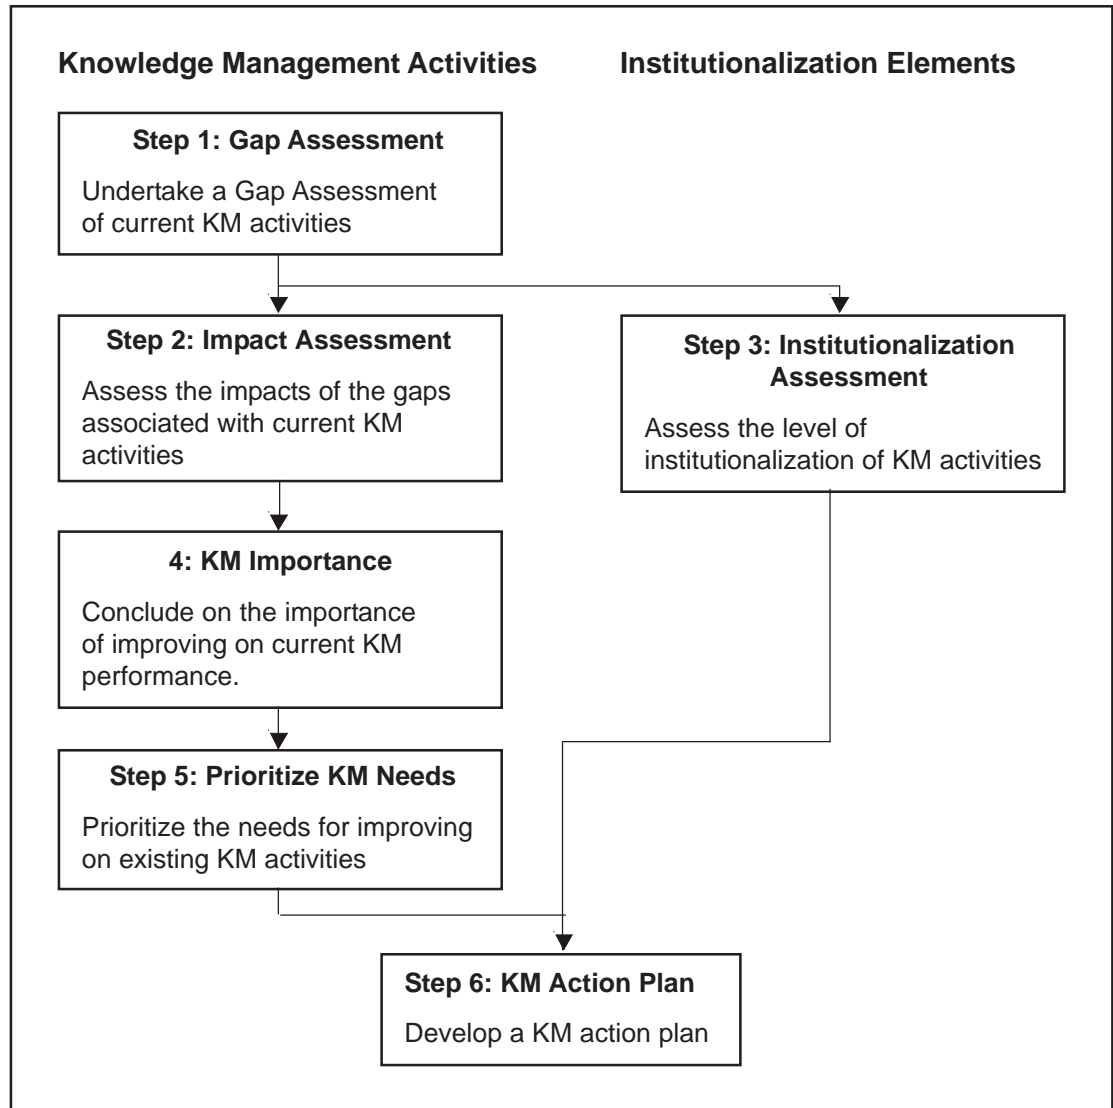 Knowledge Management Activities
Institutionalization Elements
Step 1: Gap Assessment
Undertake a Gap Assessment
of current KM activities
Step 2: Impact Assessment
Assess the impacts of the gaps
associated with current KM
activities
Step 3: Institutionalization
Assessment
Assess the level of
institutionalization of KM activities
4: KM Importance
Conclude on the importance
of improving on current KM
performance.
Step 5: Prioritize KM Needs
Prioritize the needs for improving
on existing KM activities
Step 6: KM Action Plan
Develop a KM action plan